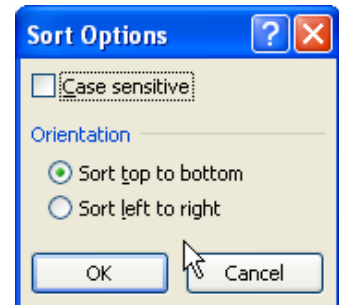 Sort Options
Case sensitive
Orientation
Sort top to bottom
Sort left to right
OK Cancel